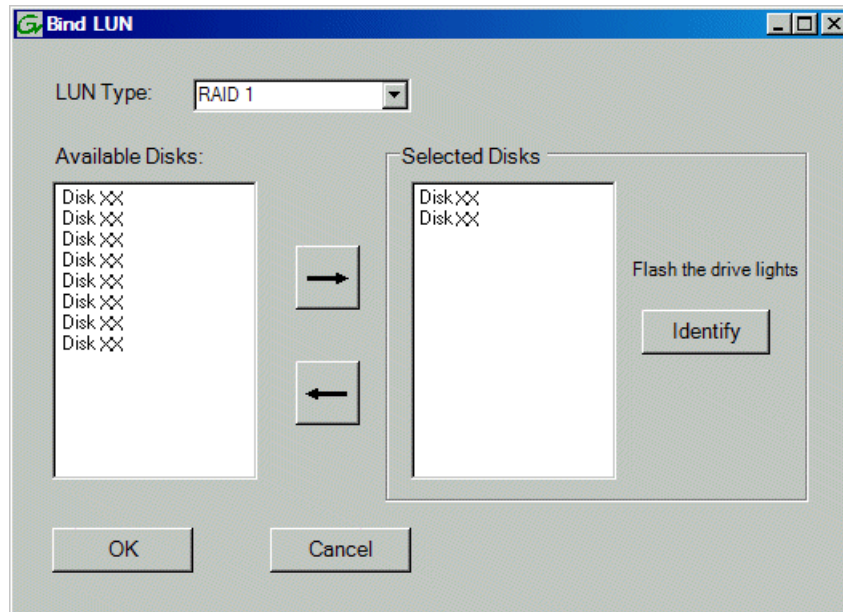 Bind LUN
LUN Type:
RAID 1
Available Disks:
Disk XX
Disk XX
Disk XX
Disk XX
Disk XX
Disk XX
Disk XX
Disk XX
Selected Disks
Disk XX
Disk XX
Flash the drive lights
Identify
OK
Cancel